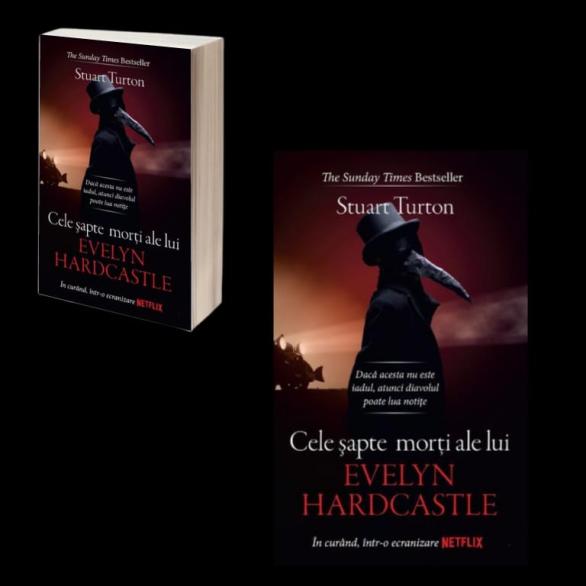 The Sunday Times Bestseller
Stuart Turton
Dacă acesta nu este
iadul, atunci diavolul
poate lua notițe
Cele șapte morți ale lui
EVELYN
HARDCASTLE
În curând, într-o ecranizare NETFLIX
The Sunday Times Bestseller
Stuart Turton
Dacă acesta nu este
iadul, atunci diavolul
poate lua notițe
Cele șapte morți ale lui
EVELYN
HARDCASTLE
În curând, într-o ecranizare NETFLIX